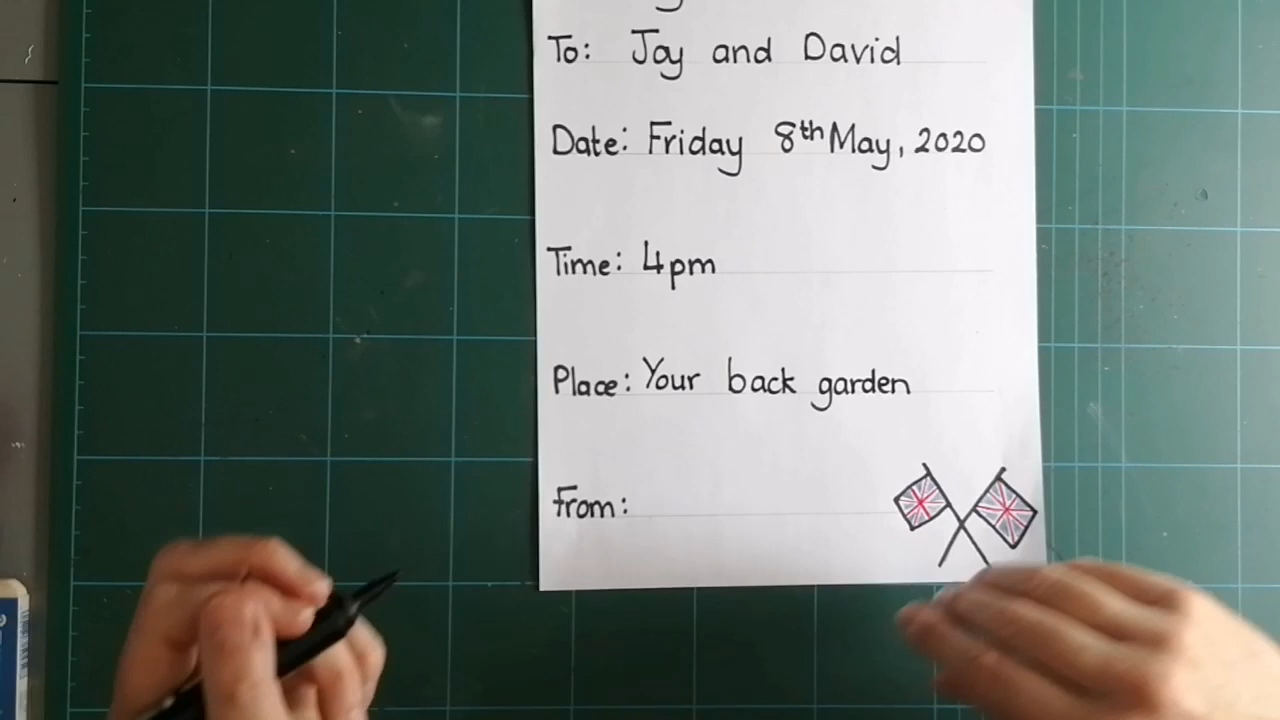 To: Joy and David
Date: Friday 8th May, 2020
Time: 4pm
Place: Your back garden
From: